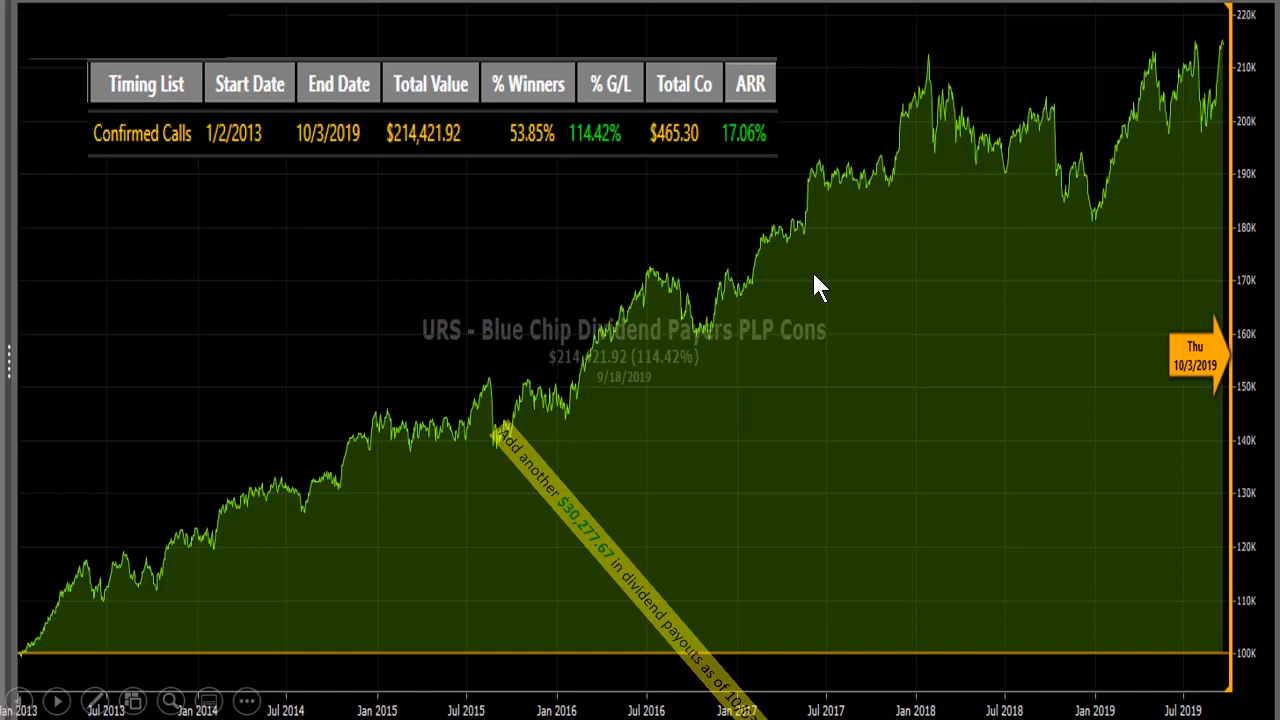 Timing List Start Date End Date Total Value % Winners % G/L Total Co ARR
Confirmed Calls 1/2/2013 10/3/2019 $214,421.92 53.85% 114.42% $465.30 17.06%
URS - Blue Chip Dividend Payers PLP Cons
$214,421.92 (114.42%)
9/18/2019
Add another $30,277.67 in dividend payouts as of
220K
210K
200K
190K
180K
170K
160K
Thu
10/3/2019
150K
140K
130K
120K
110K
100K
Jan 2013 Jul 2013 Jan 2014 Jul 2014 Jan 2015 Jul 2015 Jan 2016 Jul 2016 Jan 2017 Jul 2017 Jan 2018 Jul 2018 Jan 2019 Jul 2019